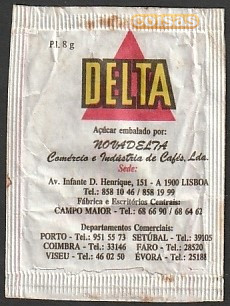 COISAS
P.l. 8 g
DELTA
Açúcar embalado por:
NOVADELTA
Comércio e Indústria de Cafés, Lda.
Sede:
Av. Infante D. Henrique, 151 - A 1900 LISBOA
Tel.: 858 10 46 / 858 19 99
Fábrica e Escritórios Centrais:
CAMPO MAIOR - Tel.: 68 66 90 / 68 64 62
Departamentos Comerciais:
PORTO - Tel.: 951 55 73 SETÚBAL - Tel.: 39105
COIMBRA - Tel.: 33146 FARO - Tel.: 28520
VISEU - Tel.: 46 02 50 ÉVORA - Tel.: 25188